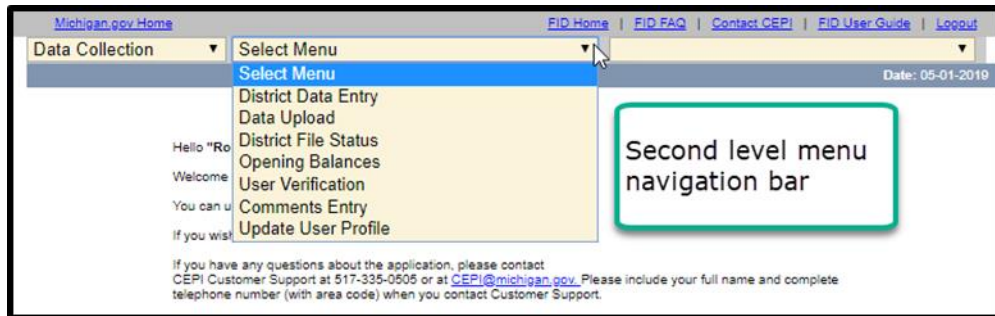 Michigan.gov Home FID Home | FID FAQ | Contact CEPI | FID User Guide | Logout
Data Collection Select Menu
Select Menu Date: 05-01-2019
District Data Entry
Data Upload
District File Status
Opening Balances
User Verification
Comments Entry
Update User Profile
Second level menu
navigation bar
Hello "Ro
Welcome
You can u
If you wish
If you have any questions about the application, please contact
CEPI Customer Support at 517-335-0505 or at CEPI@michigan.gov. Please include your full name and complete
telephone number (with area code) when you contact Customer Support.